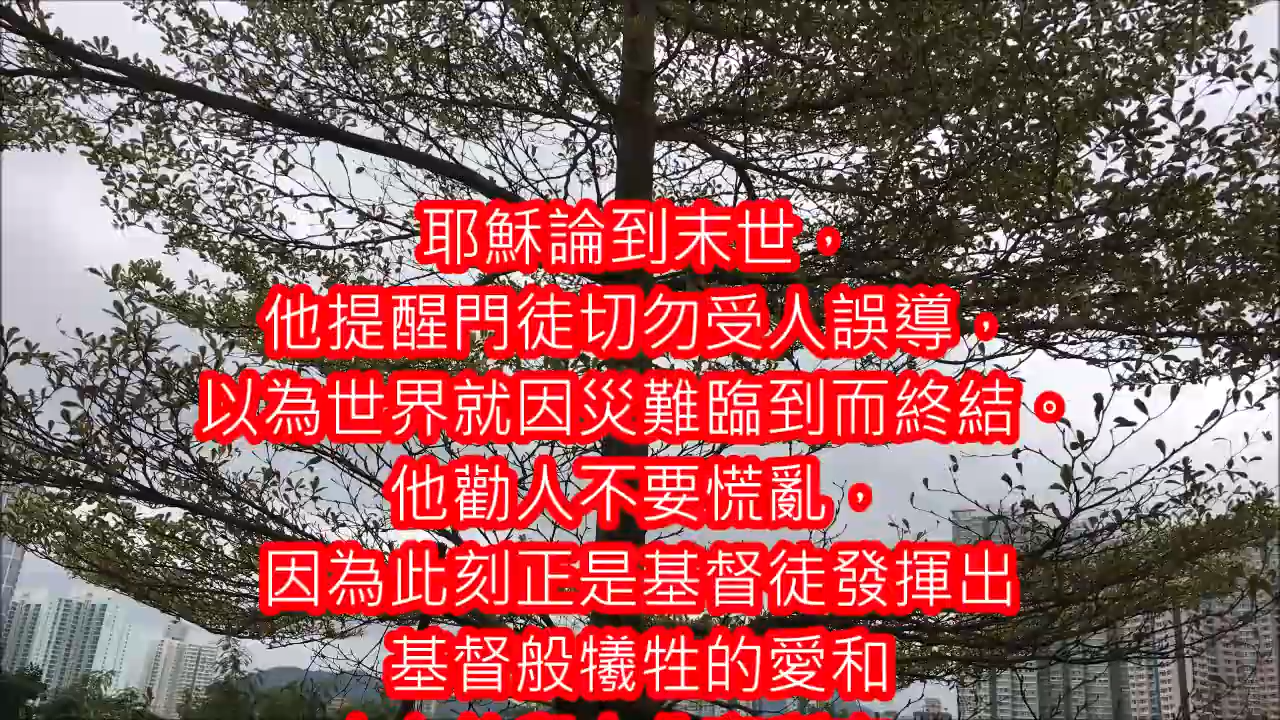 耶穌論到末世，
他提醒門徒切勿受人誤導，
以為世界就因災難臨到而終結。
他勸人不要慌亂，
因為此刻正是基督徒發揮出
基督般犧牲的愛和